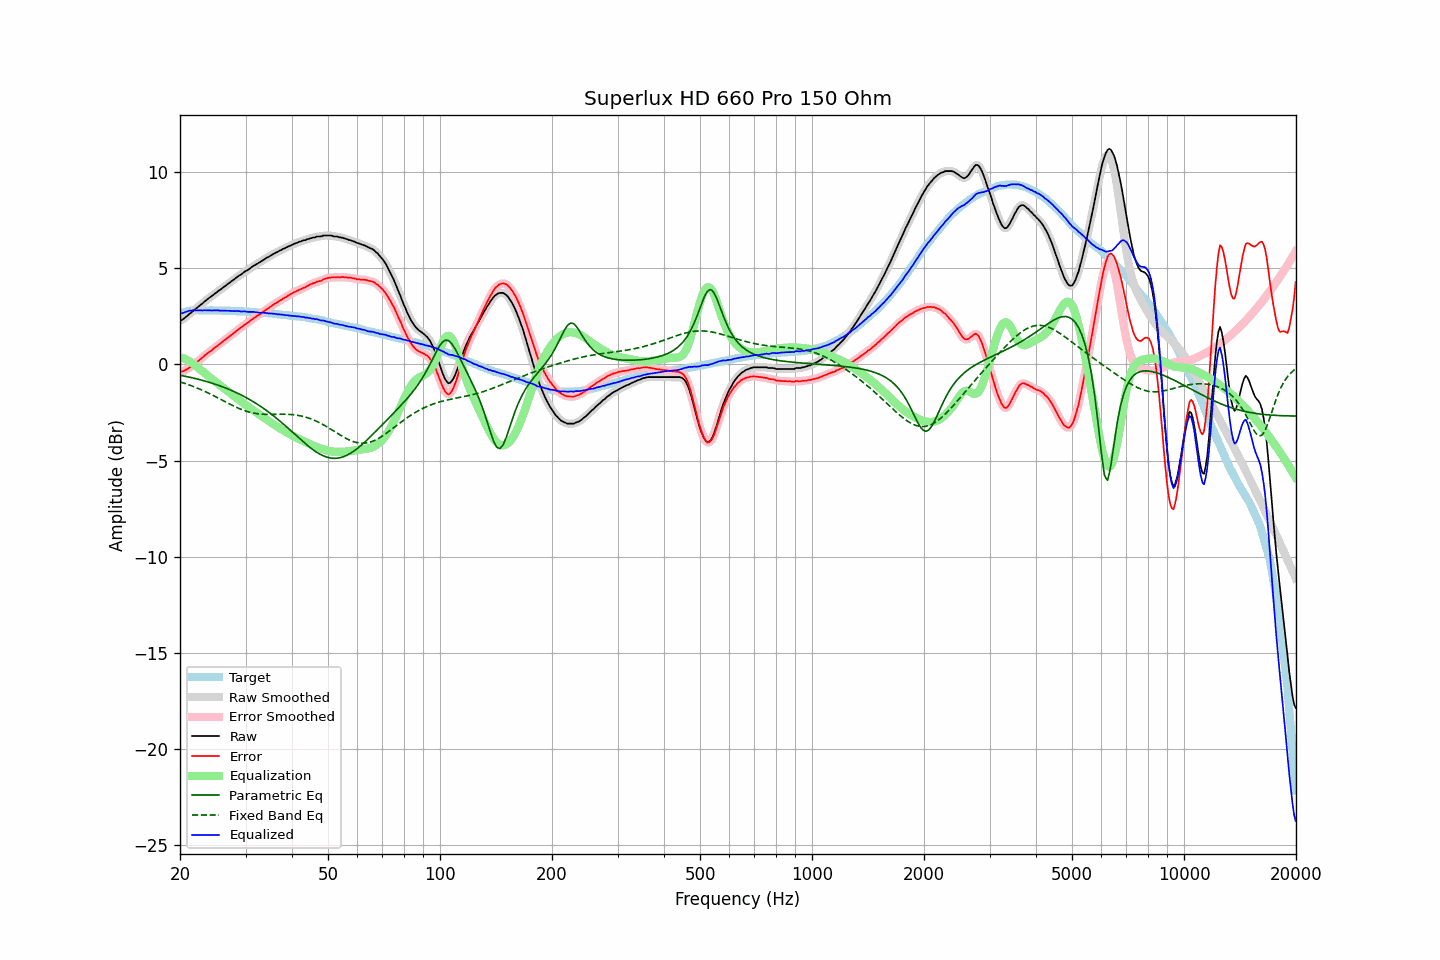 Superlux HD 660 Pro 150 Ohm
Amplitude (dBr)
10
5
0
−5
−10
−15
−20
−25
Target
Raw Smoothed
Error Smoothed
Raw
Error
Equalization
Parametric Eq
Fixed Band Eq
Equalized
20 50 100 200 500 1000 2000 5000 10000 20000
Frequency (Hz)